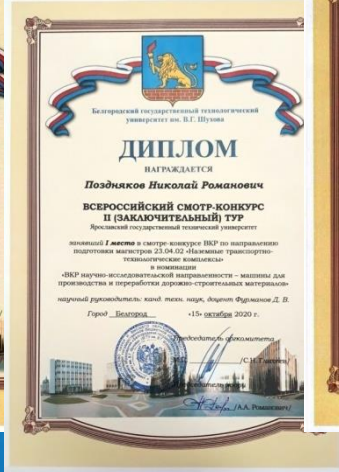 Белгородский государственный технологический
университет им. В.Г. Шухова
ДИПЛОМ
НАГРАЖДАЕТСЯ
Поздняков Николай Романович
ВСЕРОССИЙСКИЙ СМОТР-КОНКУРС
II (ЗАКЛЮЧИТЕЛЬНЫЙ) ТУР
Ярославский государственный технический университет
занявший I место в смотре-конкурсе ВКР по направлению
подготовки магистров 23.04.02 «Наземные транспортно-
технологические комплексы»
в номинации
«ВКР научно-исследовательской направленности – машины для
производства и переработки дорожно-строительных материалов»
научный руководитель: канд. техн. наук, доцент Фурманов Д. В.
Город Белгород «15» октября 2020 г.
Председатель оргкомитета
/А.А. Романович/